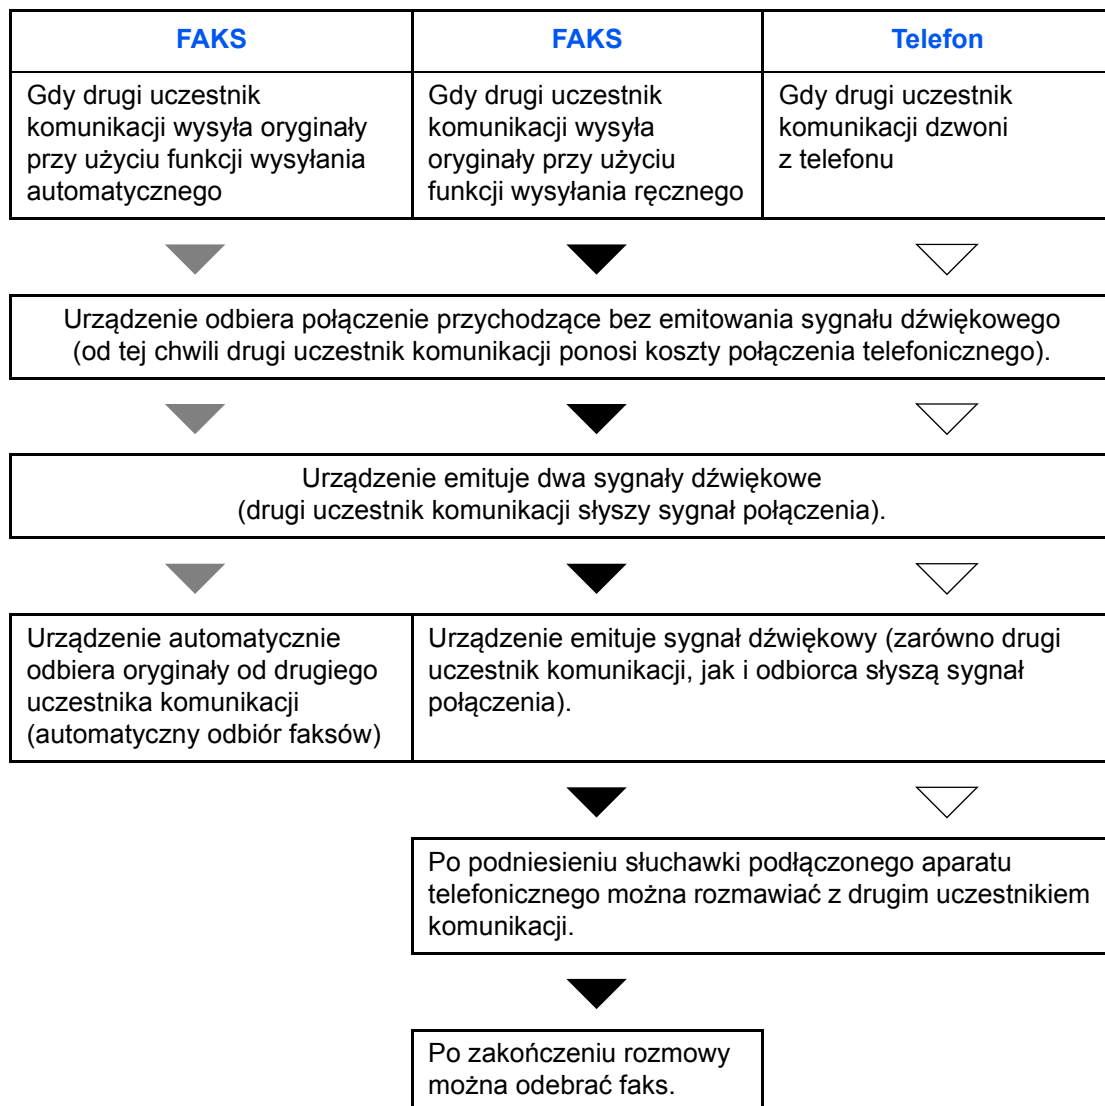 FAKS
FAKS
Telefon
Gdy drugi uczestnik
komunikacji wysyła oryginały
przy użyciu funkcji wysyłania
automatycznego
Gdy drugi uczestnik
komunikacji wysyła
oryginały przy użyciu
funkcji wysyłania ręcznego
Gdy drugi uczestnik
komunikacji dzwoni
z telefonu
Urządzenie odbiera połączenie przychodzące bez emitowania sygnału dźwiękowego
(od tej chwili drugi uczestnik komunikacji ponosi koszty połączenia telefonicznego).
Urządzenie emituje dwa sygnały dźwiękowe
(drugi uczestnik komunikacji słyszy sygnał połączenia).
Urządzenie automatycznie
odbiera oryginały od drugiego
uczestnika komunikacji
(automatyczny odbiór faksów)
Urządzenie emituje sygnał dźwiękowy (zarówno drugi
uczestnik komunikacji, jak i odbiorca słyszą sygnał
połączenia).
Po podniesieniu słuchawki podłączonego aparatu
telefonicznego można rozmawiać z drugim uczestnikiem
komunikacji.
Po zakończeniu rozmowy
można odebrać faks.